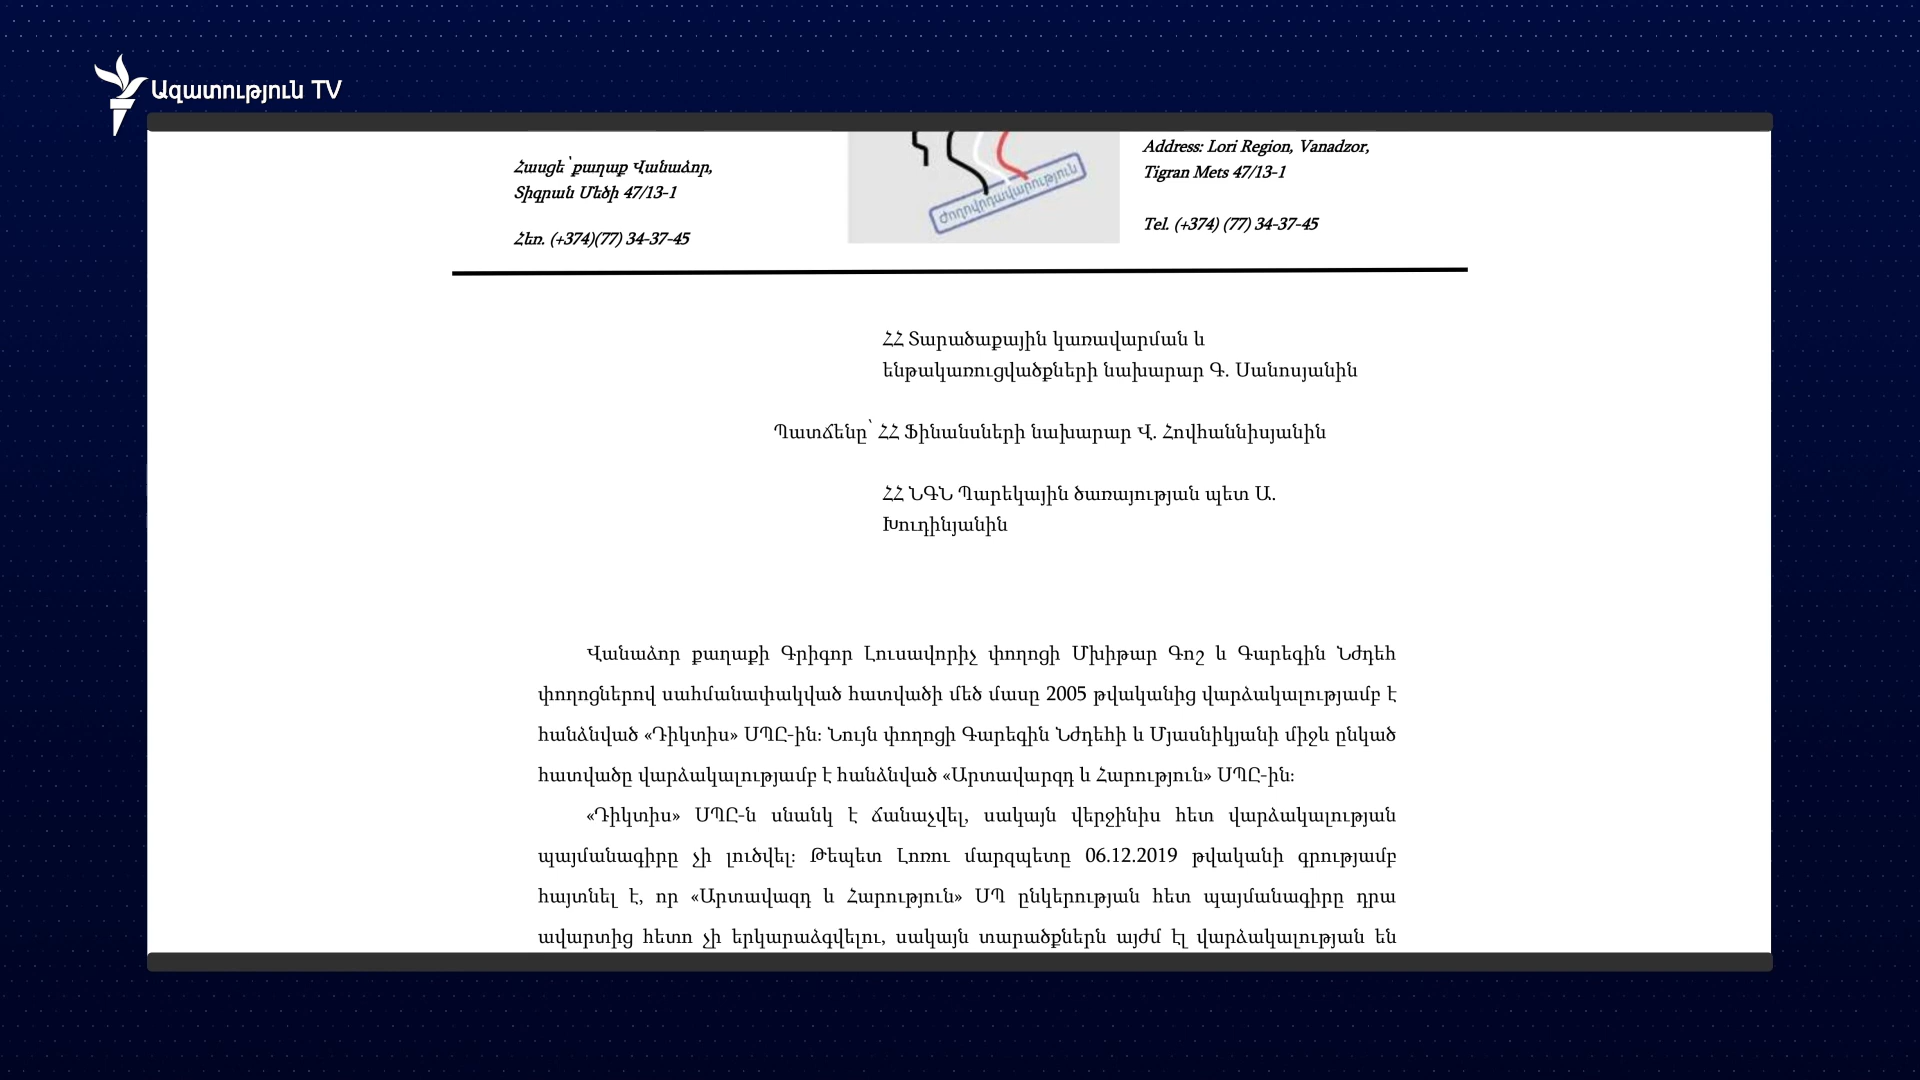 Ազատություն TV
Հասցե՝քաղաք Վանաձոր,
Տիգրան Մեծի 47/13-1
Հեռ. (+374)(77) 34-37-45
ժողովրդավարություն
Address: Lori Region, Vanadzor,
Tigran Mets 47/13-1
Tel. (+374) (77) 34-37-45
ՀՀ Տարածաքային կառավարման և
ենթակառուցվածքների նախարար Գ. Սանոսյանին
Պատճենը՝ ՀՀ Ֆինանսների նախարար Վ. Հովհաննիսյանին
ՀՀ ՆԳՆ Պարեկային ծառայության պետ Ա.
Խուդինյանին
Վանաձոր քաղաքի Գրիգոր Լուսավորիչ փողոցի Մխիթար Գոշ և Գարեգին Նժդեհ
փողոցներով սահմանափակված հատվածի մեծ մասը 2005 թվականից վարձակալությամբ է
հանձնված «Դիկտիս» ՍՊԸ-ին: Նույն փողոցի Գարեգին Նժդեհի և Մյասնիկյանի միջև ընկած
հատվածը վարձակալությամբ է հանձնված «Արտավարզդ և Հարություն» ՍՊԸ-ին:
«Դիկտիս» ՍՊԸ-ն սնանկ է ճանաչվել, սակայն վերջինիս հետ վարձակալության
պայմանագիրը չի լուծվել: Թեպետ Լոռու մարզպետը 06.12.2019 թվականի գրությամբ
հայտնել է, որ «Արտավազդ և Հարություն» ՍՊ ընկերության հետ պայմանագիրը դրա
ավարտից հետո չի երկարաձգվելու, սակայն տարածքներն այժմ էլ վարձակալության են